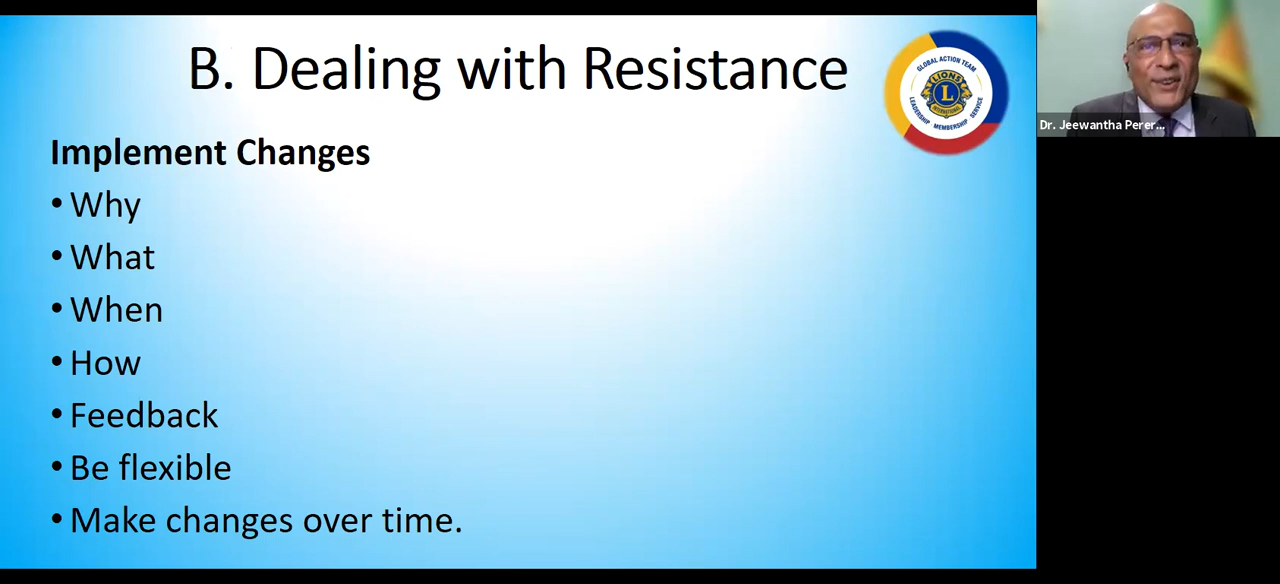 B. Dealing with Resistance
GLOBAL ACTION TEAM
LIONS
L
INTERNATIONAL
LEADERSHIP MEMBERSHIP SERVICE
Dr. Jeewantha Perer...
Implement Changes
• Why
• What
• When
• How
• Feedback
• Be flexible
• Make changes over time.